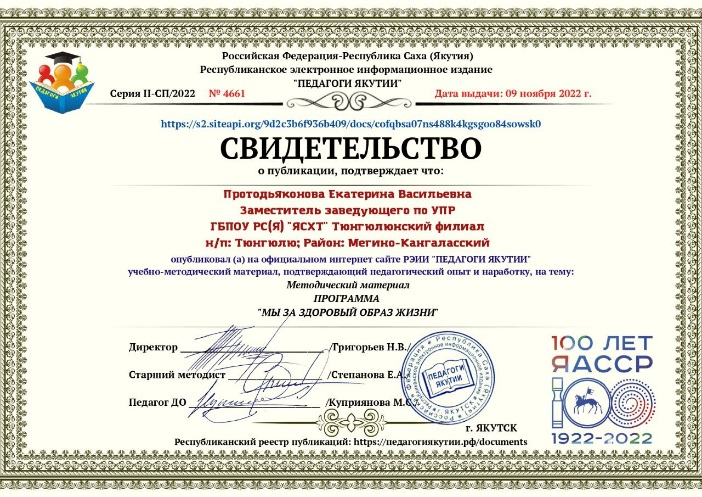 Российская Федерация-Республика Саха (Якутия)
Республиканское электронное информационное издание
"ПЕДАГОГИ ЯКУТИИ"
Серия II-СП/2022 № 4661 Дата выдачи: 09 ноября 2022 г.
ПЕДАГОГИ ЯКУТИИ
https://s2.siteapi.org/9d2c3b6f936b409/docs/cofqbsa07ns488k4kgsgoo84sowsk0
СВИДЕТЕЛЬСТВО
о публикации, подтверждает что:
Протодьяконова Екатерина Васильевна
Заместитель заведующего по УПР
ГБПОУ РС(Я) "ЯСХТ" Тюнгюлюнский филиал
н/п: Тюнгюлю; Район: Мегино-Кангаласский
опубликовал (а) на официальном интернет сайте РЭИИ "ПЕДАГОГИ ЯКУТИИ"
учебно-методический материал, подтверждающий педагогический опыт и наработку, на тему:
Методический материал
ПРОГРАММА
"МЫ ЗА ЗДОРОВЫЙ ОБРАЗ ЖИЗНИ"
Директор /Григорьев Н.В./
Старший методист /Степанова Е.А./
Педагог ДО /Куприянова М.С./
ПЕДАГОГИ
ЯКУТИИ
100 ЛЕТ
ЯАССР
1922-2022
г. ЯКУТСК
Республиканский реестр публикаций: https://педагогиякутии.рф/documents